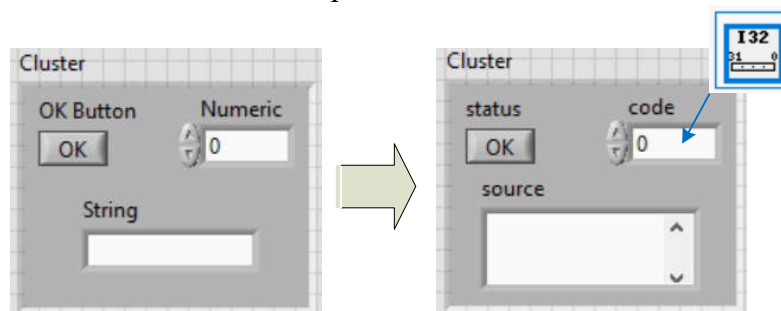 I32
31 0
Cluster
OK Button Numeric
OK 0
String
Cluster
status code
OK 0
source